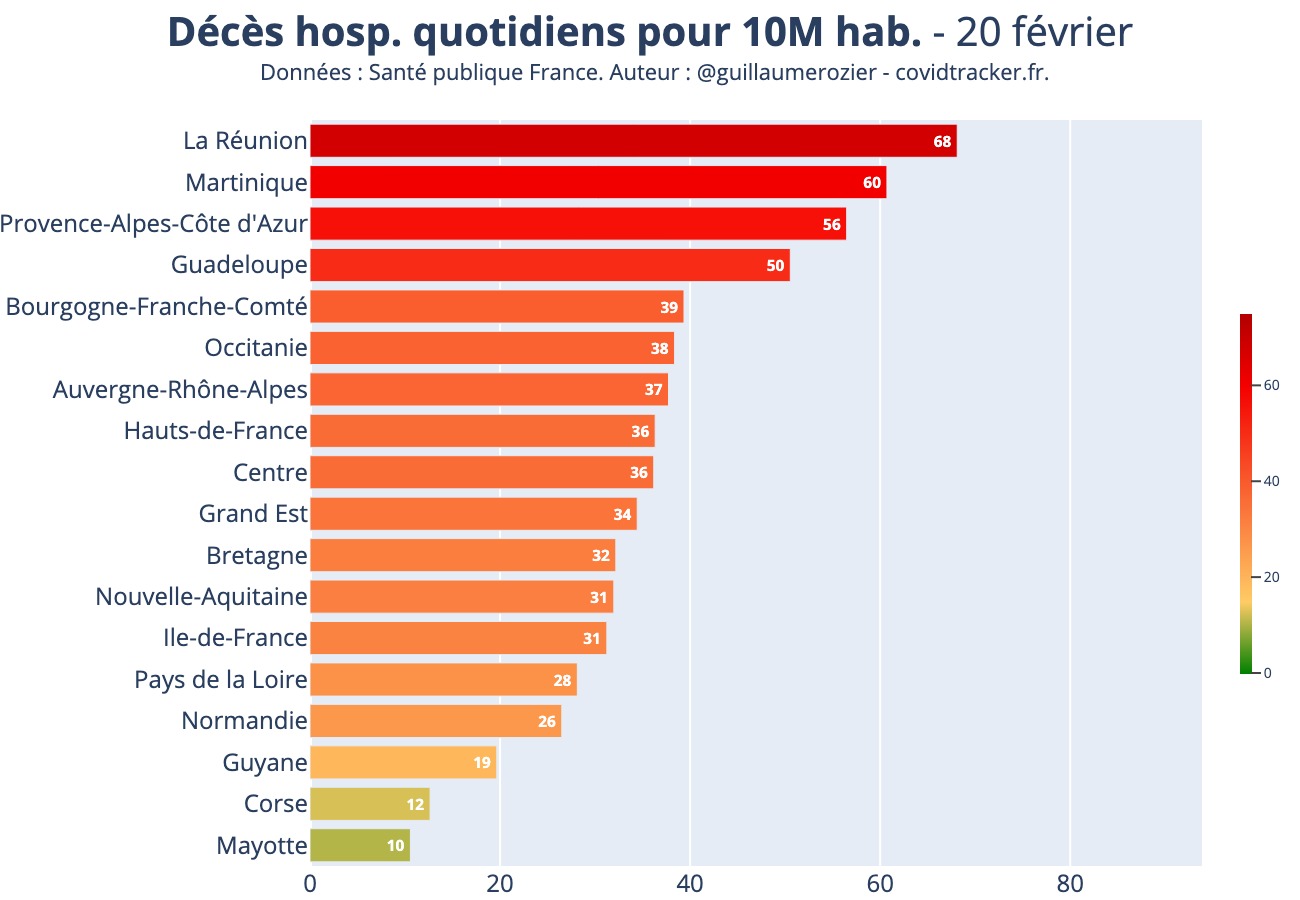 Décès hosp. quotidiens pour 10M hab. - 20 février
Données : Santé publique France. Auteur : @guillaumerozier - covidtracker.fr.
La Réunion 68
Martinique 60
Provence-Alpes-Côte d'Azur 56
Guadeloupe 50
Bourgogne-Franche-Comté 39
Occitanie 38
Auvergne-Rhône-Alpes 37
Hauts-de-France 36
Centre 36
Grand Est 34
Bretagne 32
Nouvelle-Aquitaine 31
Ile-de-France 31
Pays de la Loire 28
Normandie 26
Guyane 19
Corse 12
Mayotte 10
0 20 40 60 80
60
40
20
0